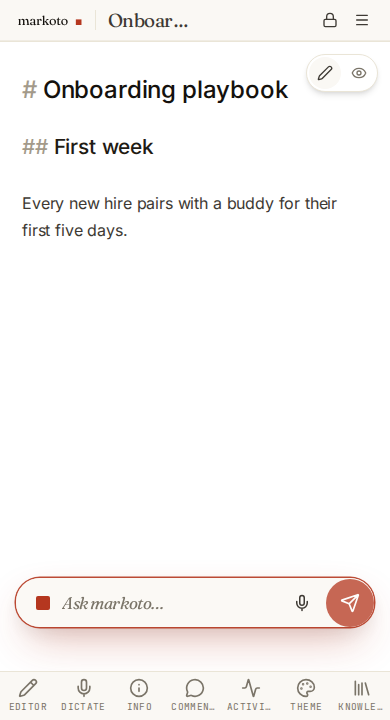 markoto
Onboar...
# Onboarding playbook
## First week
Every new hire pairs with a buddy for their
first five days.
Ask markoto...
EDITOR DICTATE INFO COMMEN… ACTIVI… THEME KNOWLE…